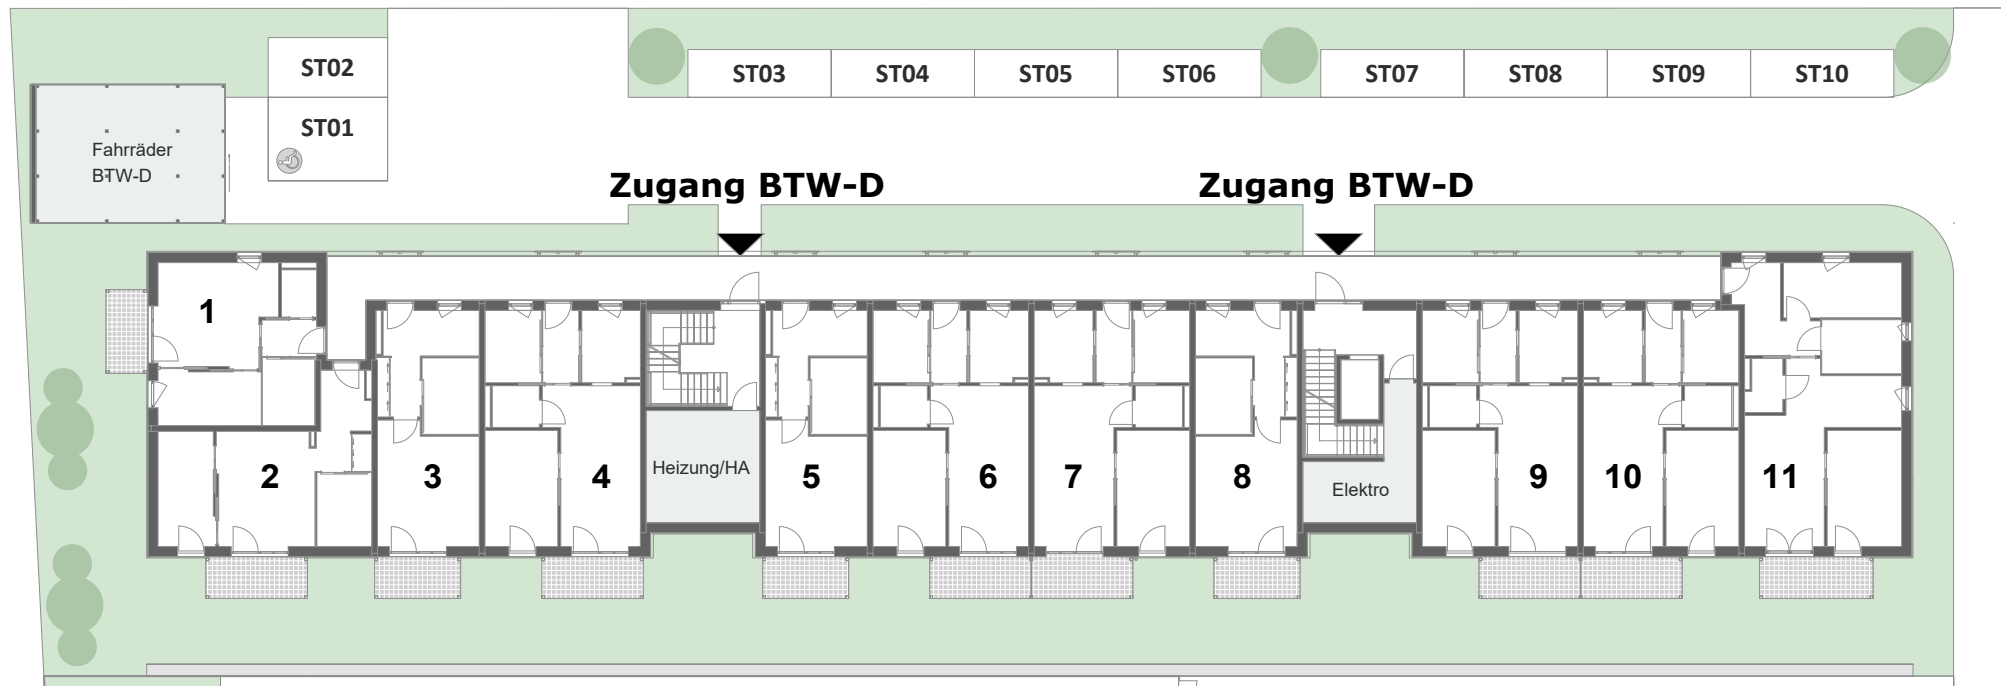 ST02
ST03 ST04 ST05 ST06 ST07 ST08 ST09 ST10
ST01
Fahrräder
BTW-D
Zugang BTW-D Zugang BTW-D
1
2 3 4 Heizung/HA 5 6 7 8 Elektro 9 10 11